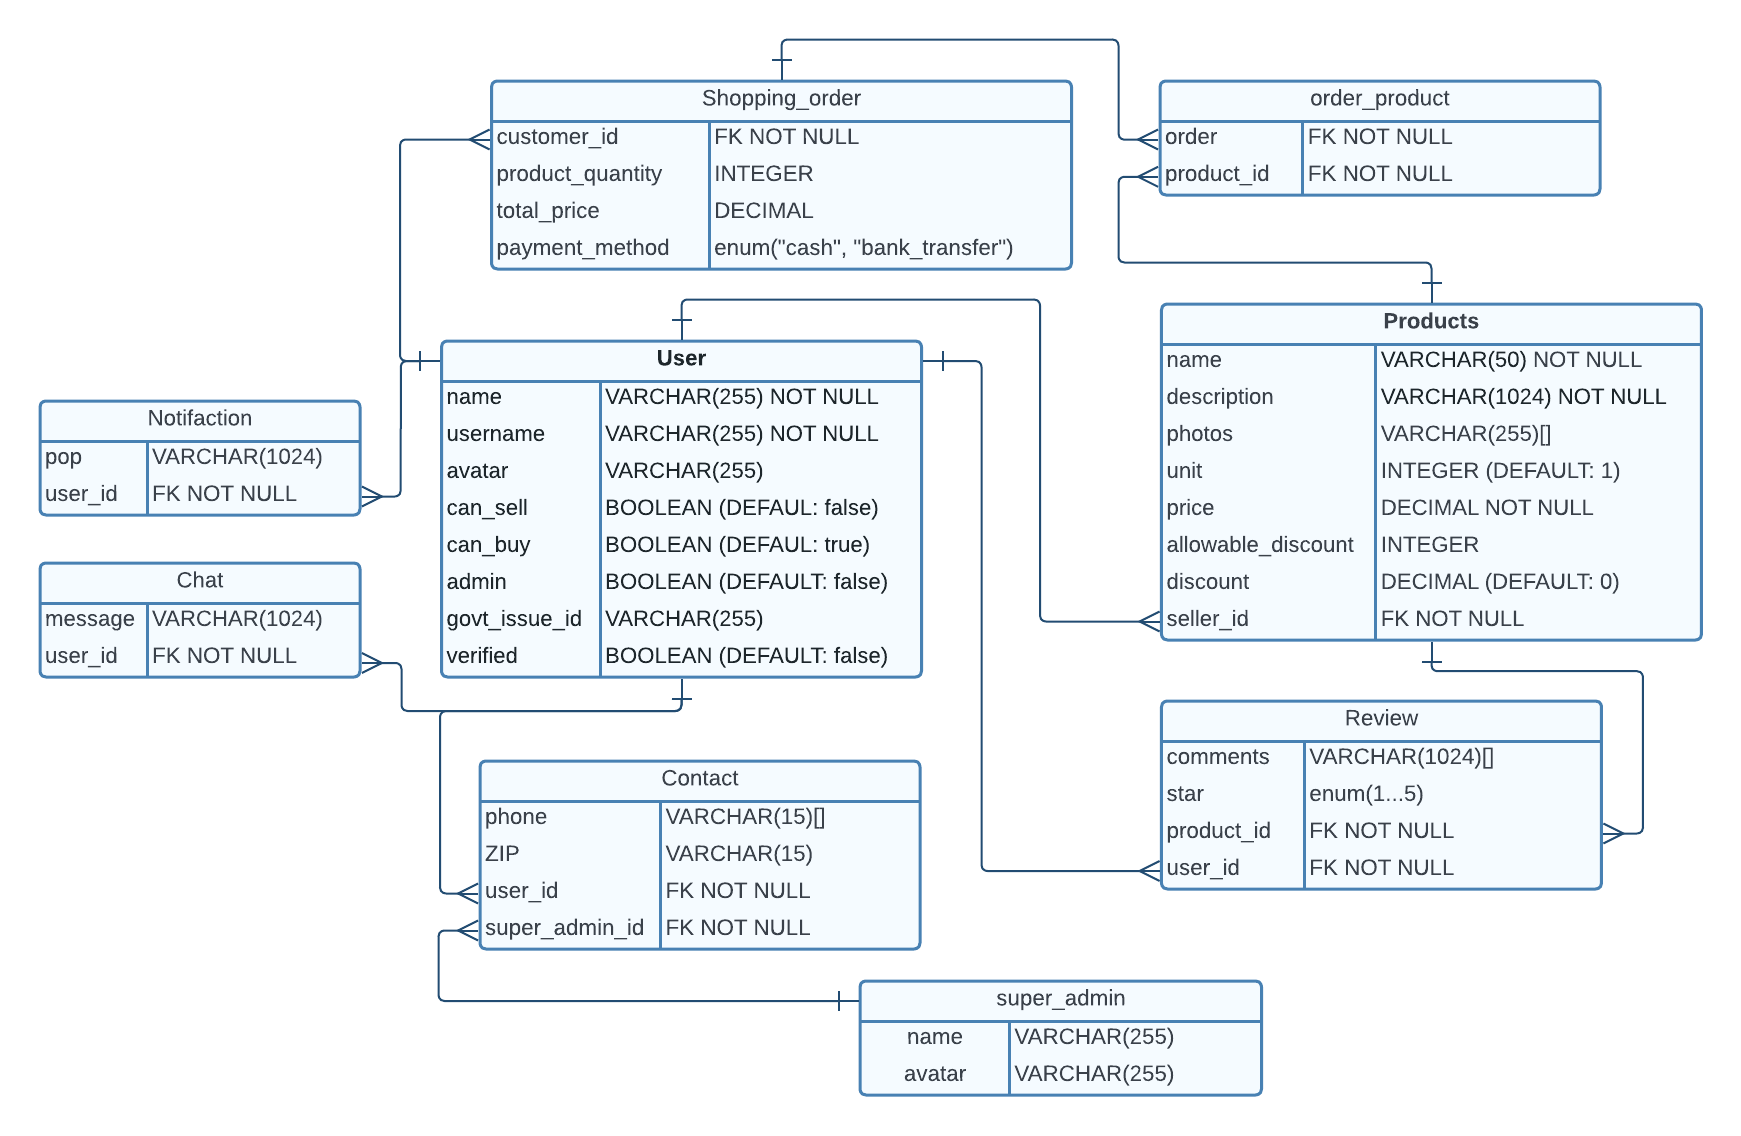 Shopping_order
customer_id FK NOT NULL
product_quantity INTEGER
total_price DECIMAL
payment_method enum("cash", "bank_transfer")
order_product
order FK NOT NULL
product_id FK NOT NULL
User
name VARCHAR(255) NOT NULL
username VARCHAR(255) NOT NULL
avatar VARCHAR(255)
can_sell BOOLEAN (DEFAUL: false)
can_buy BOOLEAN (DEFAUL: true)
admin BOOLEAN (DEFAULT: false)
govt_issue_id VARCHAR(255)
verified BOOLEAN (DEFAULT: false)
Products
name VARCHAR(50) NOT NULL
description VARCHAR(1024) NOT NULL
photos VARCHAR(255)[]
unit INTEGER (DEFAULT: 1)
price DECIMAL NOT NULL
allowable_discount INTEGER
discount DECIMAL (DEFAULT: 0)
seller_id FK NOT NULL
Notifaction
pop VARCHAR(1024)
user_id FK NOT NULL
Chat
message VARCHAR(1024)
user_id FK NOT NULL
Review
comments VARCHAR(1024)[]
star enum(1...5)
product_id FK NOT NULL
user_id FK NOT NULL
Contact
phone VARCHAR(15)[]
ZIP VARCHAR(15)
user_id FK NOT NULL
super_admin_id FK NOT NULL
super_admin
name VARCHAR(255)
avatar VARCHAR(255)